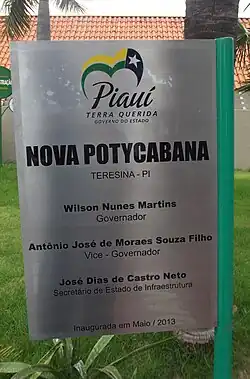 Piauí
TERRA QUERIDA
GOVERNO DO ESTADO
NOVA POTYCABANA
TERESINA - PI
Wilson Nunes Martins
Governador
Antônio José de Moraes Souza Filho
Vice - Governador
José Dias de Castro Neto
Secretário de Estado de Infraestrutura
Inaugurada em Maio / 2013